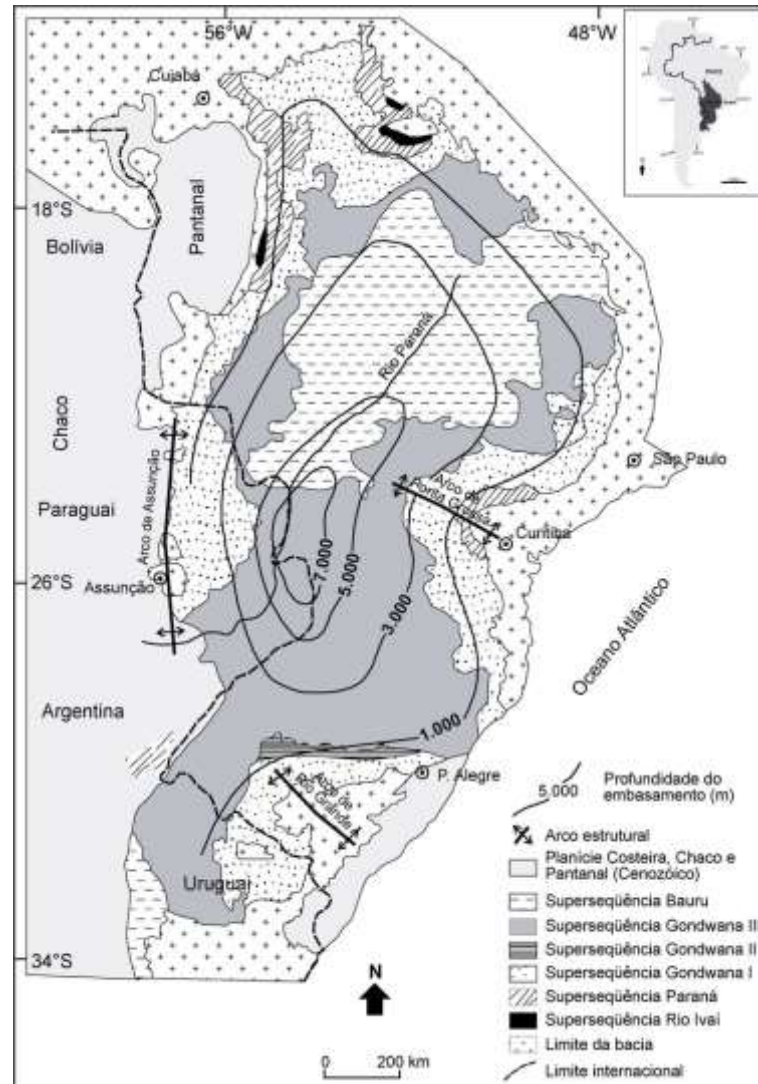 56°W
48°W
Cujabá
18°S
Bolívia
Pantanal
Rio Paraná
Chaco
São Paulo
Arco de Assunção
Arco de
Ponta Grossa
Paraguai
Curitiba
7.000
5.000
26°S
Assunção
3.000
Oceano Atlântico
Argentina
1.000
P. Alegre
Arco de
Rio Grande
Uruguai
34°S
N
0 200 km
5.000
Profundidade do
embasamento (m)
Arco estrutural
Planície Costeira, Chaco e
Pantanal (Cenozóico)
Superseqüência Bauru
Superseqüência Gondwana III
Superseqüência Gondwana II
Superseqüência Gondwana I
Superseqüência Paraná
Superseqüência Rio Ivaí
Limite da bacia
Limite internacional